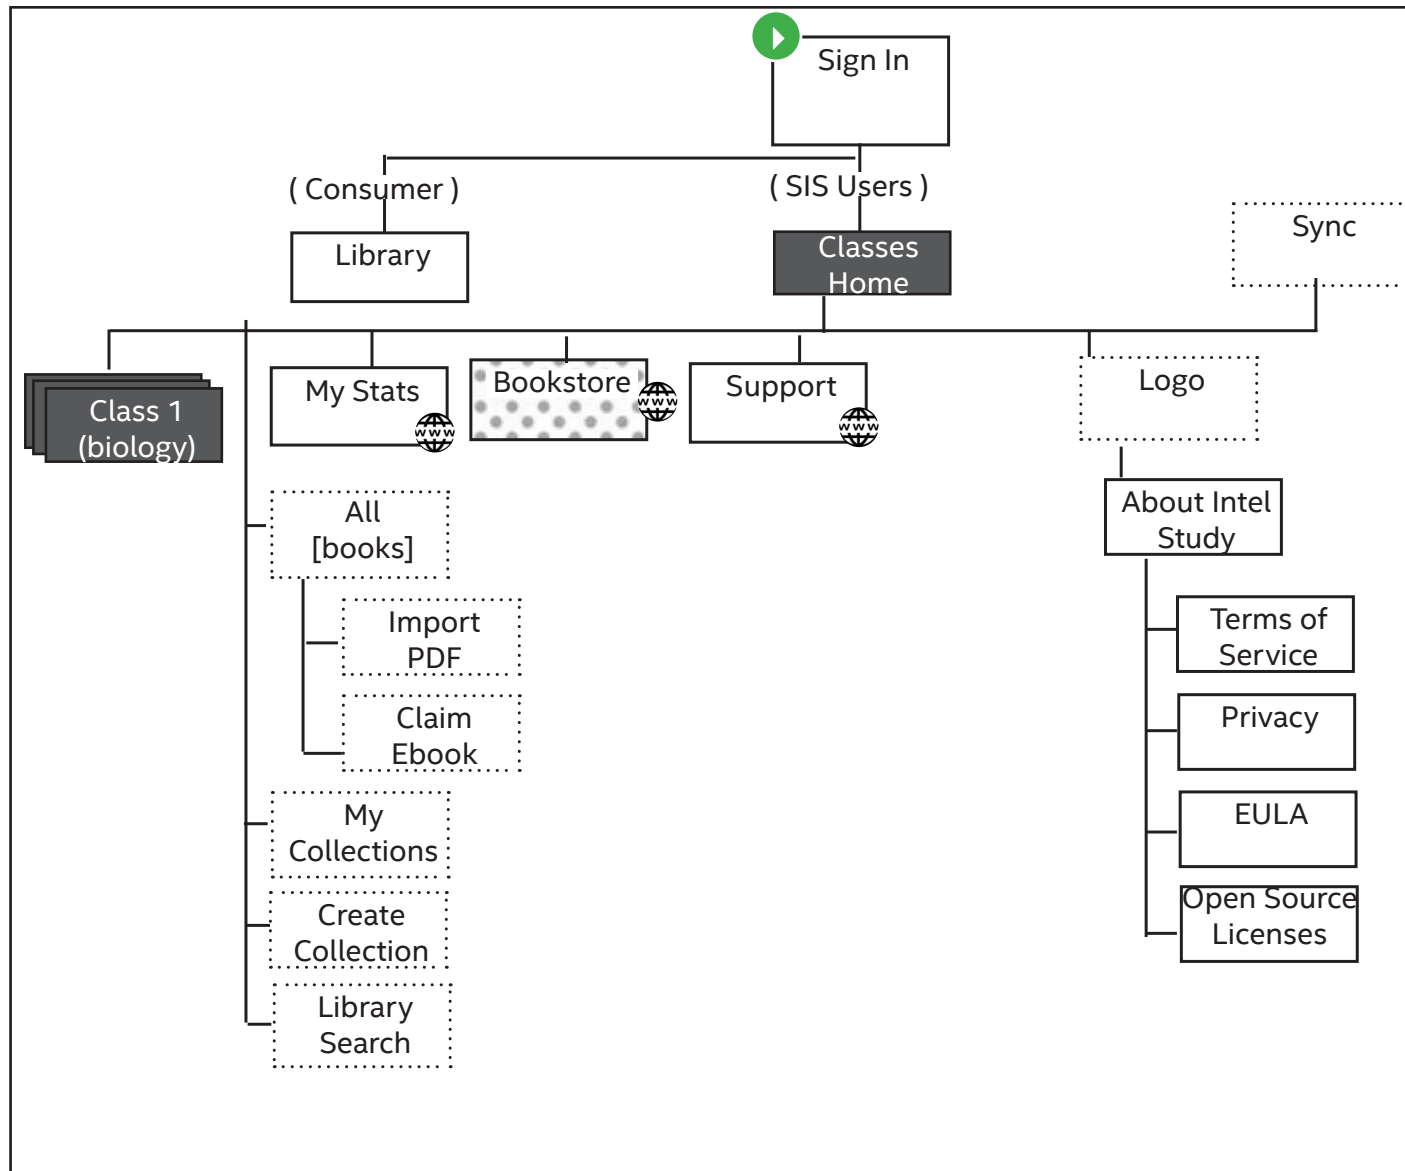 Sign In
( Consumer )
( SIS Users )
Library
Classes
Home
Sync
Class 1
(biology)
My Stats
www
Bookstore
www
Support
www
Logo
All
[books]
Import
PDF
Claim
Ebook
My
Collections
Create
Collection
Library
Search
About Intel
Study
Terms of
Service
Privacy
EULA
Open Source
Licenses